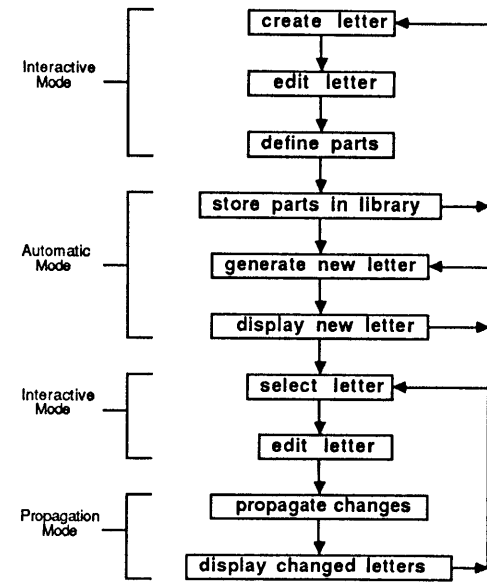 create letter
Interactive
Mode
edit letter
define parts
store parts in library
Automatic
Mode
generate new letter
display new letter
Interactive
Mode
select letter
edit letter
Propagation
Mode
propagate changes
display changed letters